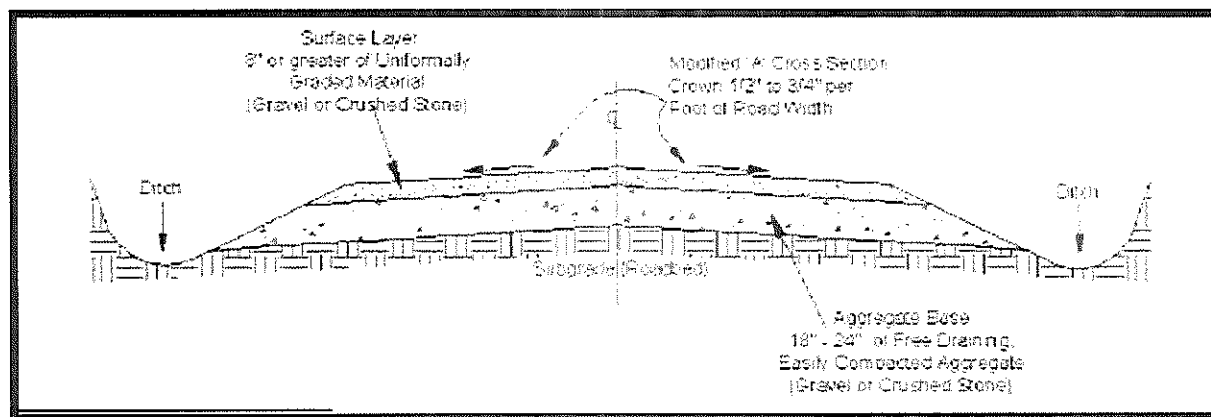 Surface Layer
or greater of Uniformally
Graded Material
(Gravel or Crushed Stone)
Modified 'A' Cross Section
Crown 1/2" to 3/4" per
Foot of Road Width
Ditch
Ditch
Subgrade (Roadbed)
Aggregate Base
18" - 24" of Free Draining,
Easily Compacted Aggregate
(Gravel or Crushed Stone)